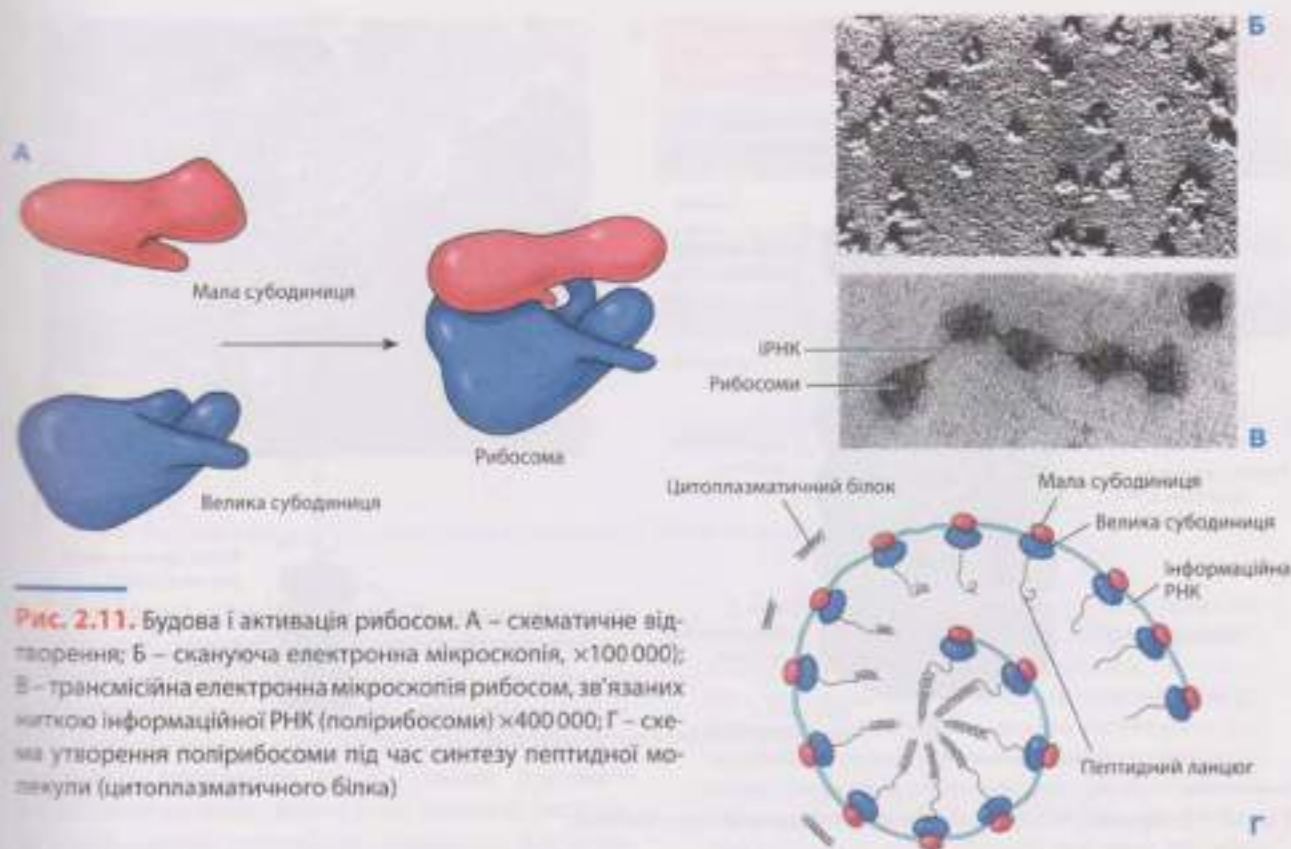 А
Мала субодиниця
Велика субодиниця
Рибосома
Б
ІРНК
Рибосоми
В
Цитоплазматичний білок
Мала субодиниця
Велика субодиниця
Інформаційна
РНК
Пептидний ланцюг
Г
Рис. 2.11. Будова і активація рибосом. А – схематичне від-
творення; Б – скануюча електронна мікроскопія, ×100 000);
В – трансмісійна електронна мікроскопія рибосом, зв'язаних
ниткою інформаційної РНК (полірибосоми) ×400 000; Г – схе-
ма утворення полірибосоми під час синтезу пептидної мо-
лекули (цитоплазматичного білка)